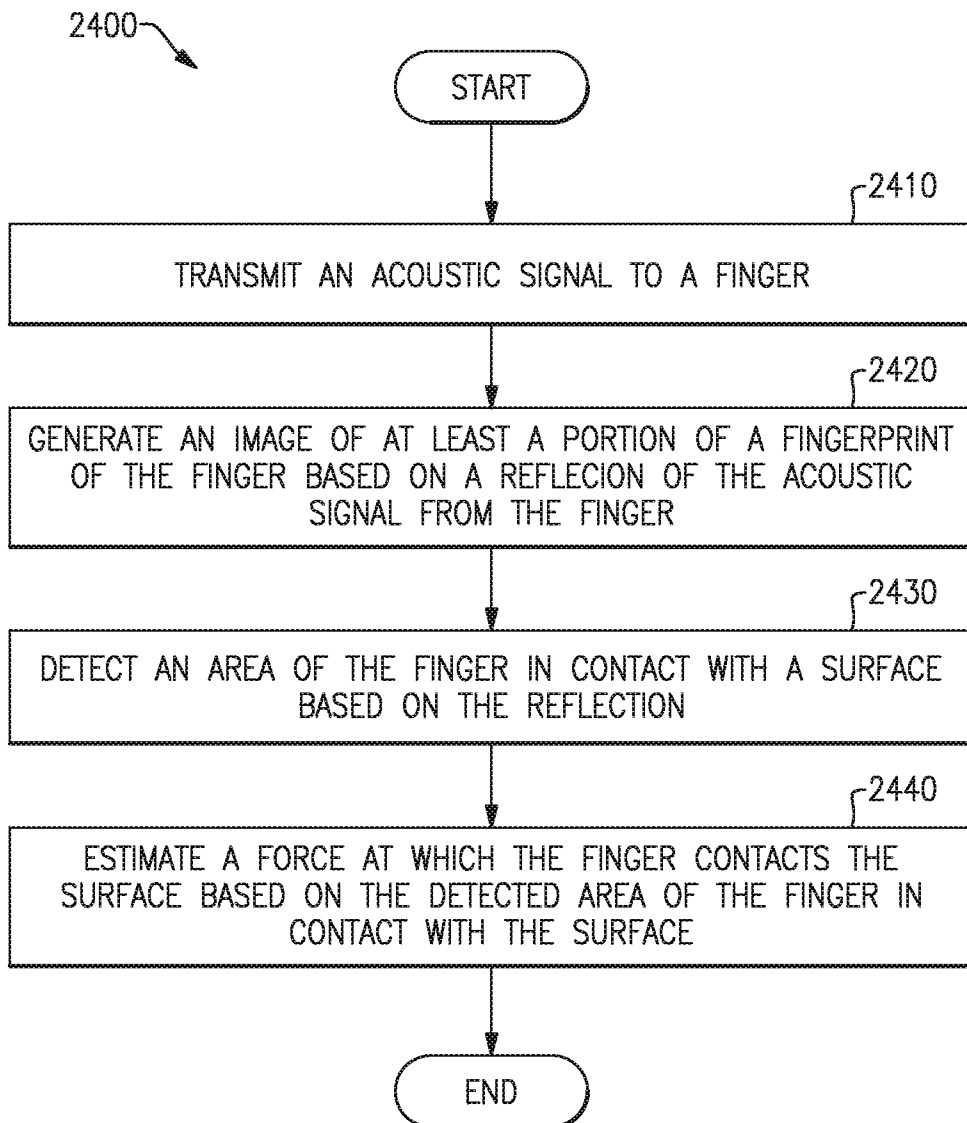 2400
START
2410
TRANSMIT AN ACOUSTIC SIGNAL TO A FINGER
2420
GENERATE AN IMAGE OF AT LEAST A PORTION OF A FINGERPRINT
OF THE FINGER BASED ON A REFLECION OF THE ACOUSTIC
SIGNAL FROM THE FINGER
2430
DETECT AN AREA OF THE FINGER IN CONTACT WITH A SURFACE
BASED ON THE REFLECTION
2440
ESTIMATE A FORCE AT WHICH THE FINGER CONTACTS THE
SURFACE BASED ON THE DETECTED AREA OF THE FINGER IN
CONTACT WITH THE SURFACE
END